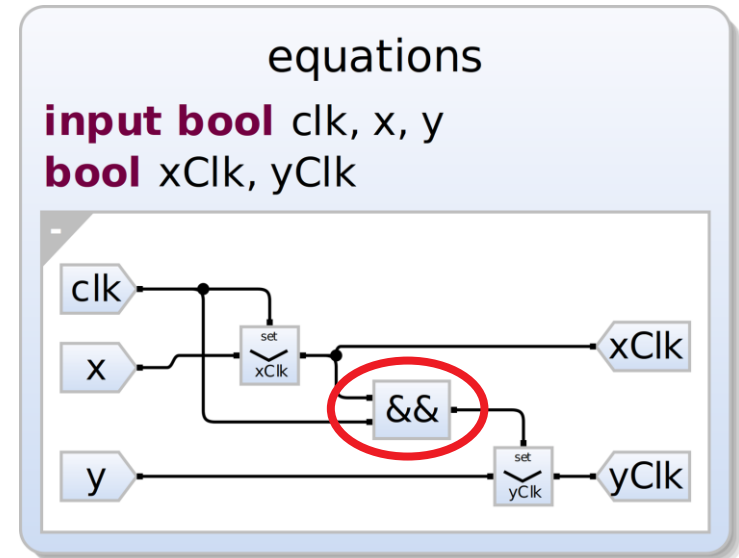 equations
input bool clk, x, y
bool xClk, yClk
-
clk
set
xClk
x
xClk
&&
y
set
yClk
yClk